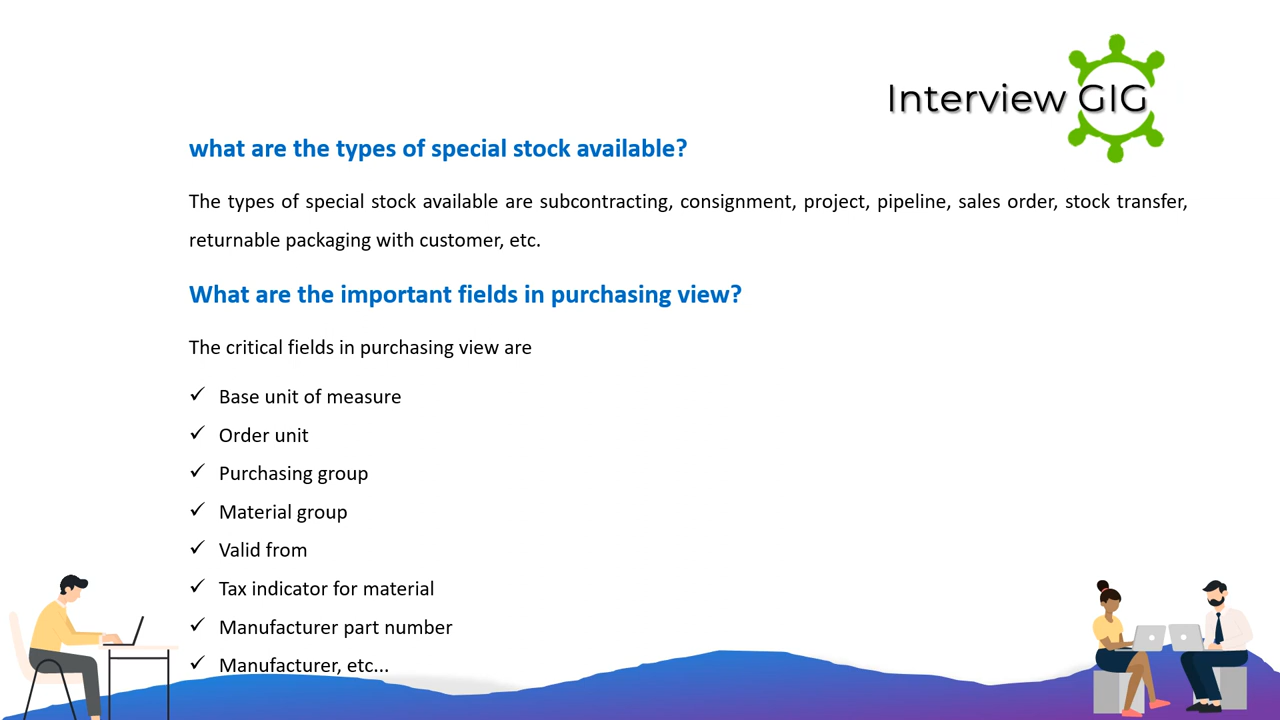 Interview GIG
what are the types of special stock available?
The types of special stock available are subcontracting, consignment, project, pipeline, sales order, stock transfer,
returnable packaging with customer, etc.
What are the important fields in purchasing view?
The critical fields in purchasing view are
✓ Base unit of measure
✓ Order unit
✓ Purchasing group
✓ Material group
✓ Valid from
✓ Tax indicator for material
✓ Manufacturer part number
✓ Manufacturer, etc...